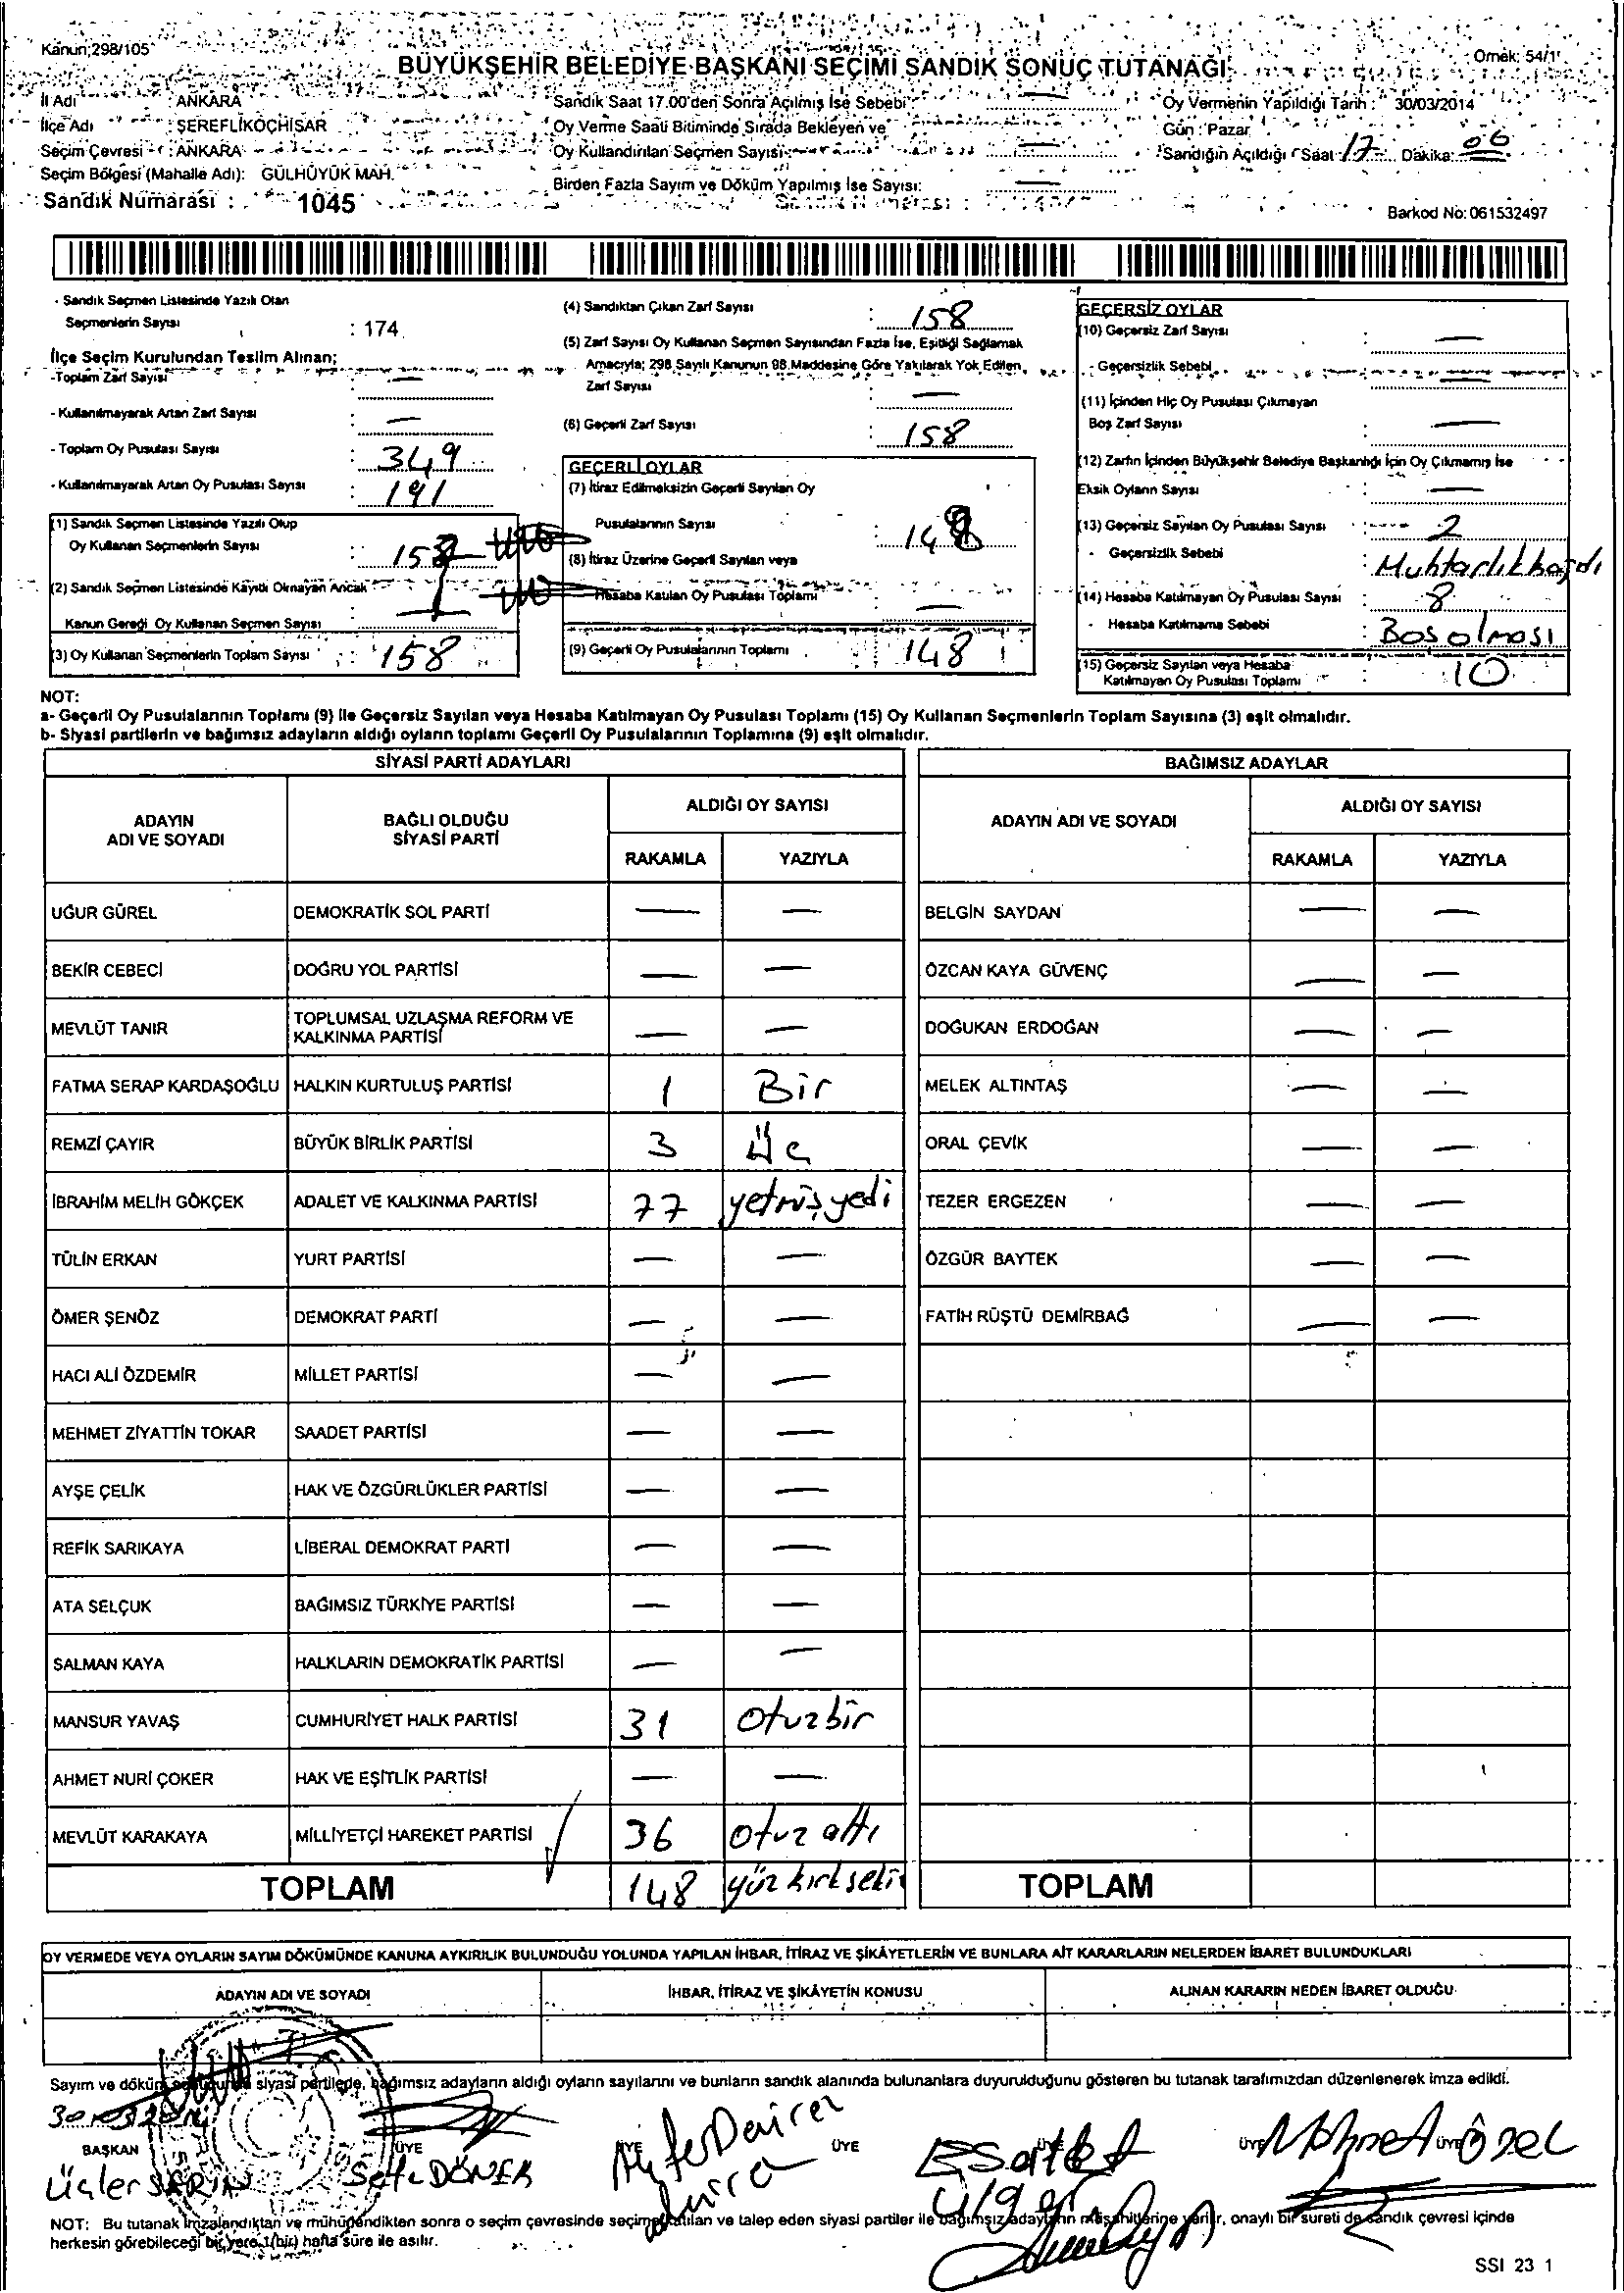 Kanun;298/105
Örnek: 54/1
BÜYÜKŞEHİR BELEDİYE BAŞKANI SEÇİMİ SANDIK SONUÇ TUTANAĞI
İl Adı : ANKARA
İlçe Adı : ŞEREFLİKOÇHİSAR
Seçim Çevresi : ANKARA
Seçim Bölgesi (Mahalle Adı): GÜLHÜYÜK MAH.
Sandık Numarası : 1045
Sandık Saat 17.00'den Sonra Açılmış İse Sebebi : —
Oy Verme Saati Bitiminde Sırada Bekleyen ve
Oy Kullandırılan Seçmen Sayısı : —
Birden Fazla Sayım ve Döküm Yapılmış İse Sayısı: —
Oy Vermenin Yapıldığı Tarih : 30/03/2014
Gün : Pazar
Sandığın Açıldığı Saat : 17 Dakika: 06
Barkod No: 061532497
- Sandık Seçmen Listesinde Yazılı Olan
Seçmenlerin Sayısı : 174
İlçe Seçim Kurulundan Teslim Alınan;
-Toplam Zarf Sayısı : —
- Kullanılmayarak Artan Zarf Sayısı : —
- Toplam Oy Pusulası Sayısı : 349
- Kullanılmayarak Artan Oy Pusulası Sayısı : 191
(1) Sandık Seçmen Listesinde Yazılı Olup
Oy Kullanan Seçmenlerin Sayısı :
(2) Sandık Seçmen Listesinde Kayıtlı Olmayan Ancak
Kanun Gereği Oy Kullanan Seçmen Sayısı
(3) Oy Kullanan Seçmenlerin Toplam Sayısı : 158
(4) Sandıktan Çıkan Zarf Sayısı : 158
(5) Zarf Sayısı Oy Kullanan Seçmen Sayısından Fazla İse, Eşitliği Sağlamak
Amacıyla; 298 Sayılı Kanunun 98.Maddesine Göre Yakılarak Yok Edilen
Zarf Sayısı : —
(6) Geçerli Zarf Sayısı : 158
GEÇERLİ OYLAR
(7) İtiraz Edilmeksizin Geçerli Sayılan Oy
Pusulalarının Sayısı : 148
(8) İtiraz Üzerine Geçerli Sayılan veya
Hesaba Katılan Oy Pusulası Toplamı : —
(9) Geçerli Oy Pusulalarının Toplamı : 148
GEÇERSİZ OYLAR
(10) Geçersiz Zarf Sayısı : —
- Geçersizlik Sebebi : —
(11) İçinden Hiç Oy Pusulası Çıkmayan
Boş Zarf Sayısı : —
(12) Zarfın İçinden Büyükşehir Belediye Başkanlığı İçin Oy Çıkmamış İse
Eksik Oyların Sayısı : —
(13) Geçersiz Sayılan Oy Pusulası Sayısı : 2
- Geçersizlik Sebebi : Muhtarlık
(14) Hesaba Katılmayan Oy Pusulası Sayısı : 8
- Hesaba Katılmama Sebebi : Bos olması
(15) Geçersiz Sayılan veya Hesaba
Katılmayan Oy Pusulası Toplamı : 10
NOT:
a- Geçerli Oy Pusulalarının Toplamı (9) ile Geçersiz Sayılan veya Hesaba Katılmayan Oy Pusulası Toplamı (15) Oy Kullanan Seçmenlerin Toplam Sayısına (3) eşit olmalıdır.
b- Siyasi partilerin ve bağımsız adayların aldığı oyların toplamı Geçerli Oy Pusulalarının Toplamına (9) eşit olmalıdır.
SİYASİ PARTİ ADAYLARI
ADAYIN ADI VE SOYADI BAĞLI OLDUĞU SİYASİ PARTİ ALDIĞI OY SAYISI
RAKAMLA YAZIYLA
UĞUR GÜREL DEMOKRATİK SOL PARTİ — —
BEKİR CEBECİ DOĞRU YOL PARTİSİ — —
MEVLÜT TANIR TOPLUMSAL UZLAŞMA REFORM VE KALKINMA PARTİSİ — —
FATMA SERAP KARDAŞOĞLU HALKIN KURTULUŞ PARTİSİ 1 Bir
REMZİ ÇAYIR BÜYÜK BİRLİK PARTİSİ 3 üç
İBRAHİM MELİH GÖKÇEK ADALET VE KALKINMA PARTİSİ 77 yetmiş yedi
TÜLİN ERKAN YURT PARTİSİ — —
ÖMER ŞENÖZ DEMOKRAT PARTİ — —
HACI ALİ ÖZDEMİR MİLLET PARTİSİ — —
MEHMET ZİYATTİN TOKAR SAADET PARTİSİ — —
AYŞE ÇELİK HAK VE ÖZGÜRLÜKLER PARTİSİ — —
REFİK SARIKAYA LİBERAL DEMOKRAT PARTİ — —
ATA SELÇUK BAĞIMSIZ TÜRKİYE PARTİSİ — —
SALMAN KAYA HALKLARIN DEMOKRATİK PARTİSİ — —
MANSUR YAVAŞ CUMHURİYET HALK PARTİSİ 31 otuzbir
AHMET NURİ ÇOKER HAK VE EŞİTLİK PARTİSİ — —
MEVLÜT KARAKAYA MİLLİYETÇİ HAREKET PARTİSİ 36 otuz altı
TOPLAM 148 yüz kırk seki
BAĞIMSIZ ADAYLAR
ADAYIN ADI VE SOYADI ALDIĞI OY SAYISI
RAKAMLA YAZIYLA
BELGİN SAYDAN — —
ÖZCAN KAYA GÜVENÇ — —
DOĞUKAN ERDOĞAN — —
MELEK ALTINTAŞ — —
ORAL ÇEVİK — —
TEZER ERGEZEN — —
ÖZGÜR BAYTEK — —
FATİH RÜŞTÜ DEMİRBAĞ — —
TOPLAM
OY VERMEDE VEYA OYLARIN SAYIM DÖKÜMÜNDE KANUNA AYKIRILIK BULUNDUĞU YOLUNDA YAPILAN İHBAR, İTİRAZ VE ŞİKÂYETLERİN VE BUNLARA AİT KARARLARIN NELERDEN İBARET BULUNDUKLARI
ADAYIN ADI VE SOYADI İHBAR, İTİRAZ VE ŞİKÂYETİN KONUSU ALINAN KARARIN NEDEN İBARET OLDUĞU
Sayım ve döküm sonucunda siyasi partilere, bağımsız adayların aldığı oyların sayılarını ve bunların sandık alanında bulunanlara duyurulduğunu gösteren bu tutanak tarafımızdan düzenlenerek imza edildi.
BAŞKAN ÜYE ÜYE ÜYE ÜYE ÜYE ÜYE
Üçler DÖNEK Esatlet Mehmet Özel
NOT: Bu tutanak imzalandıktan ve mühürlendikten sonra o seçim çevresinde seçime katılan ve talep eden siyasi partiler ile bağımsız adayların müşahitlerine verilir, onaylı bir sureti de sandık çevresi içinde
herkesin görebileceği bir yere 1(bir) hafta süre ile asılır.
SSI 23 1